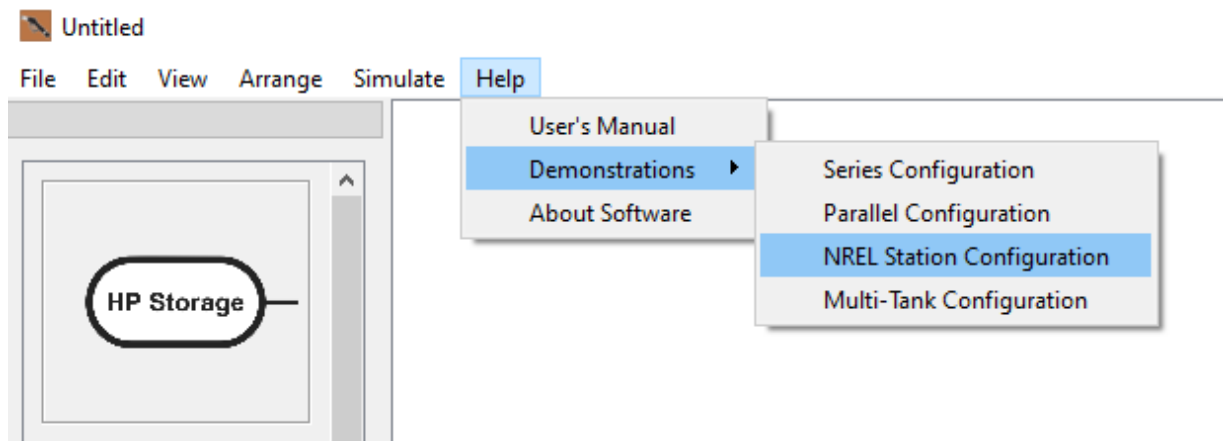 Untitled
File Edit View Arrange Simulate Help
User's Manual
Demonstrations
About Software
Series Configuration
Parallel Configuration
NREL Station Configuration
Multi-Tank Configuration
HP Storage